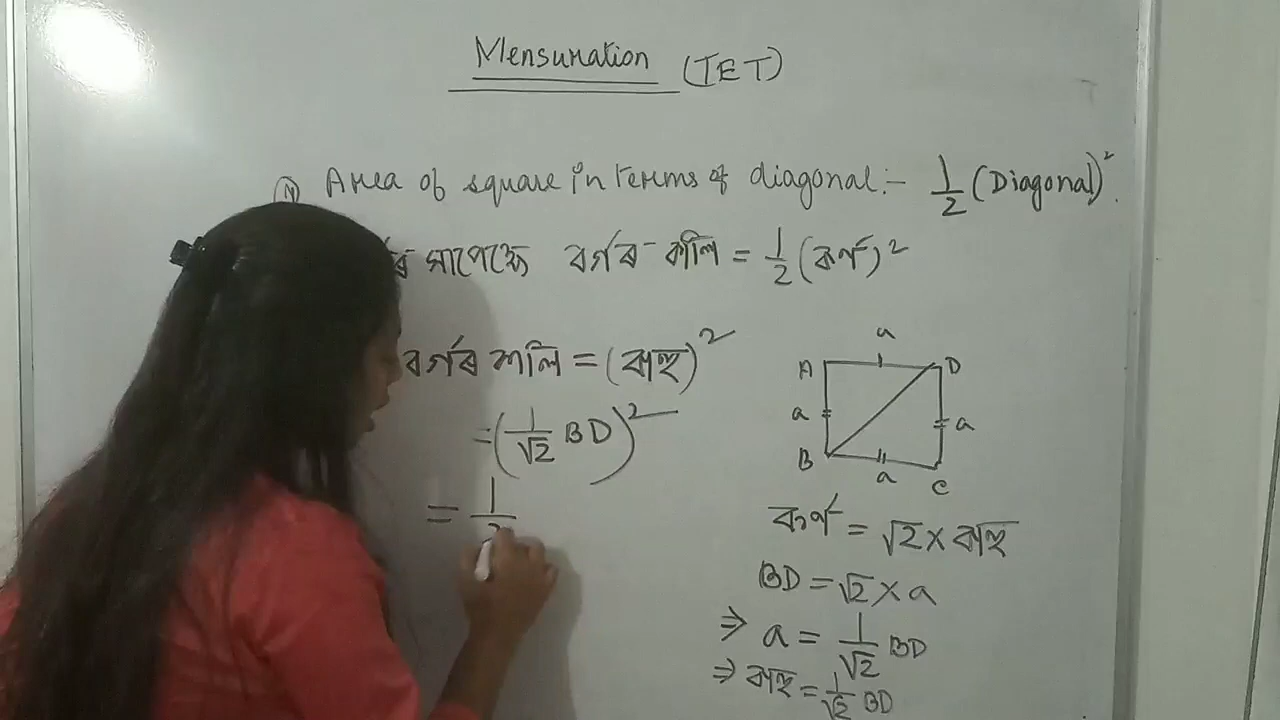 Mensuration (TET)
Area of square in terms of diagonal :- 1/2 (Diagonal)²
সাপেক্ষে বৰ্গৰ কালি = 1/2 (কৰ্ণ)²
বৰ্গৰ কালি = (বাহু)²
= (1/√2 BD)²
= 1/2
a
A D
a a
B C
a
কৰ্ণ = √2 × বাহু
BD = √2 × a
⇒ a = 1/√2 BD
⇒ বাহু = 1/√2 BD